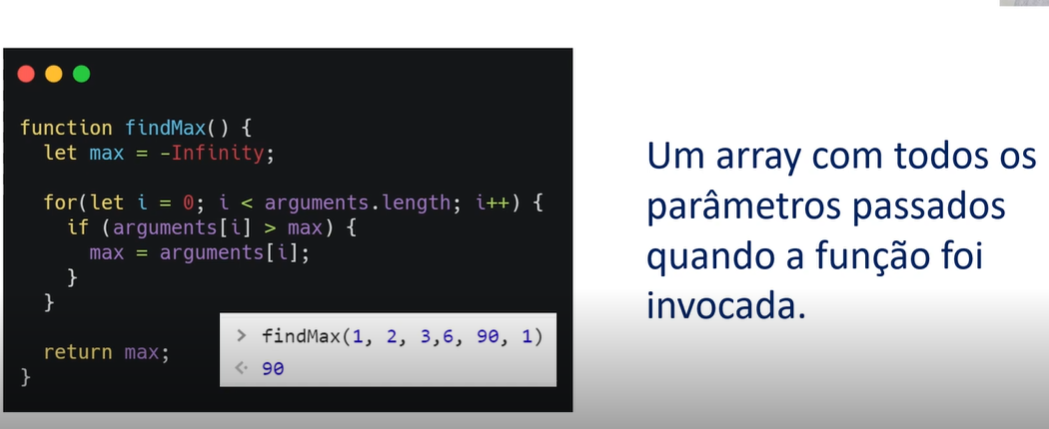 function findMax() {
let max = -Infinity;
for(let i = 0; i < arguments.length; i++) {
if (arguments[i] > max) {
max = arguments[i];
}
}
return max;
}
> findMax(1, 2, 3,6, 90, 1)
<· 90
Um array com todos os
parâmetros passados
quando a função foi
invocada.